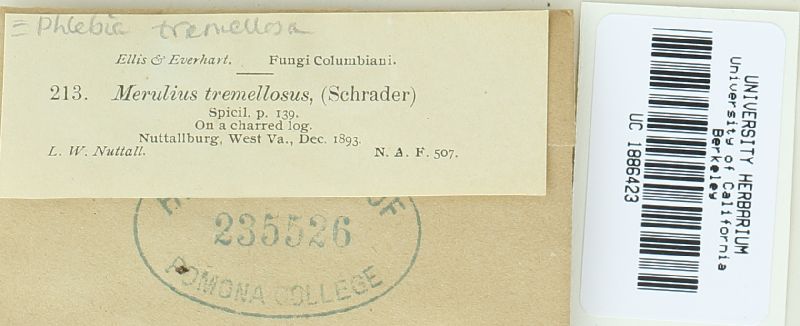 = Phlebia tremellosa
Ellis & Everhart. Fungi Columbiani.
213. Merulius tremellosus, (Schrader)
Spicil. p. 139.
On a charred log.
Nuttallburg, West Va., Dec. 1893.
L. W. Nuttall. N. A. F. 507.
OF
235526
POMONA COLLEGE
UNIVERSITY HERBARIUM
University of California
Berkeley
UC 1886423